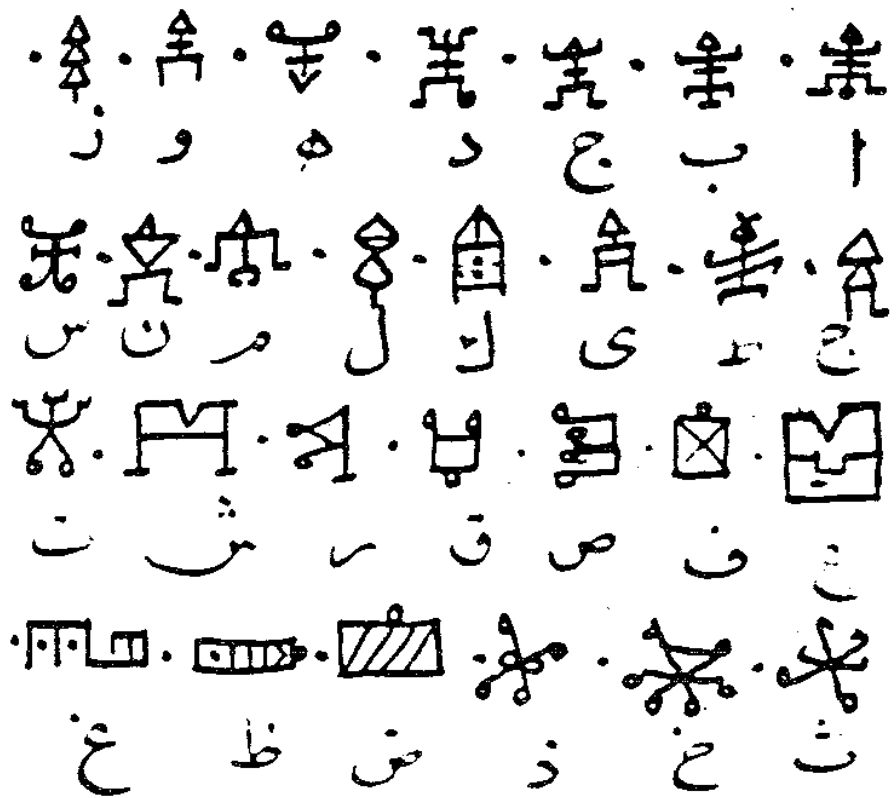 ا ب ج د ه و ز
ح ط ى ك ل م ن س
ع ف ص ق ر ش ت
ث خ ذ ض ظ غ